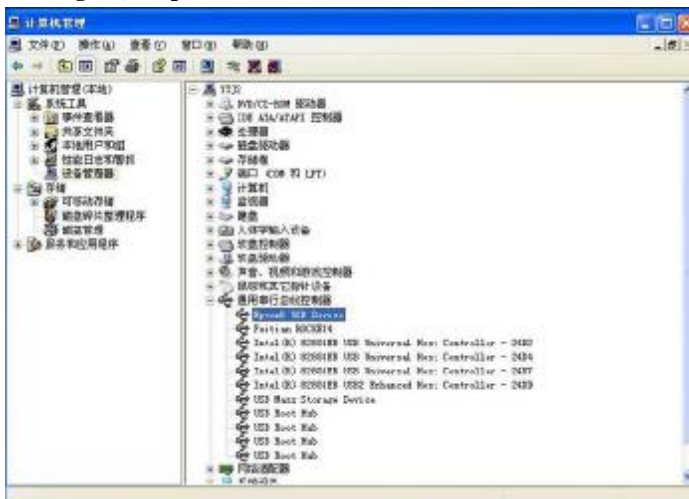 计算机管理
文件(F) 操作(A) 查看(V) 窗口(W) 帮助(H)
计算机管理(本地)
系统工具
事件查看器
共享文件夹
本地用户和组
性能日志和警报
设备管理器
存储
可移动存储
磁盘碎片整理程序
磁盘管理
服务和应用程序
DVD/CD-ROM 驱动器
IDE ATA/ATAPI 控制器
处理器
磁盘驱动器
存储卷
端口 (COM 和 LPT)
计算机
监视器
键盘
人体学输入设备
软盘控制器
软盘驱动器
声音、视频和游戏控制器
鼠标和其它指针设备
通用串行总线控制器
USB Device
Feitian ROCKEY4
Intel(R) 82801EB USB Universal Host Controller - 24D2
Intel(R) 82801EB USB Universal Host Controller - 24D4
Intel(R) 82801EB USB Universal Host Controller - 24D7
Intel(R) 82801EB USB2 Enhanced Host Controller - 24DD
USB Mass Storage Device
USB Root Hub
USB Root Hub
USB Root Hub
USB Root Hub
网络适配器